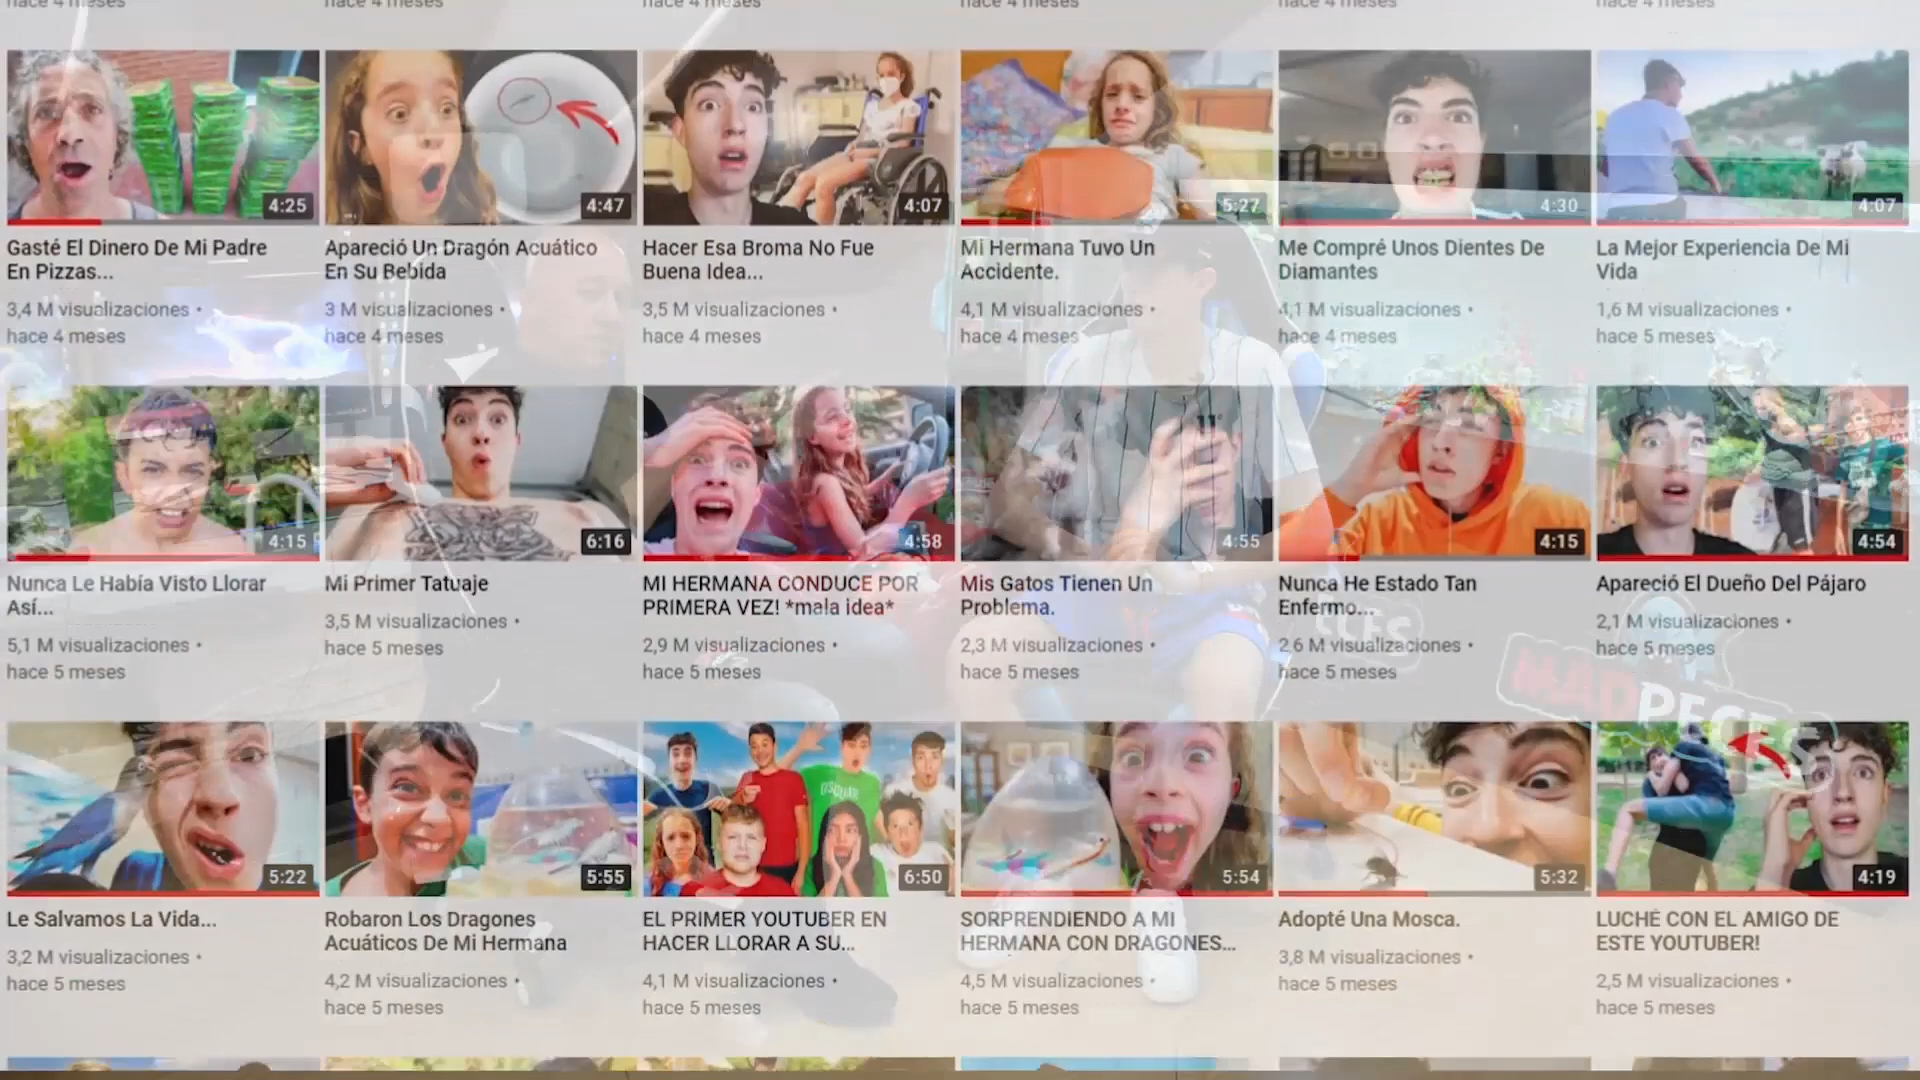 hace 4 meses
hace 4 meses
hace 4 meses
hace 4 meses
hace 4 meses
hace 4 meses
4:25
4:47
4:07
5:27
4:30
4:07
Gasté El Dinero De Mi Padre
En Pizzas...
3,4 M visualizaciones •
hace 4 meses
Apareció Un Dragón Acuático
En Su Bebida
3 M visualizaciones •
hace 4 meses
Hacer Esa Broma No Fue
Buena Idea...
3,5 M visualizaciones •
hace 4 meses
Mi Hermana Tuvo Un
Accidente.
4,1 M visualizaciones •
hace 4 meses
Me Compré Unos Dientes De
Diamantes
4,1 M visualizaciones •
hace 4 meses
La Mejor Experiencia De Mi
Vida
1,6 M visualizaciones •
hace 5 meses
4:15
6:16
4:58
4:55
4:15
4:54
Nunca Le Había Visto Llorar
Así...
5,1 M visualizaciones •
hace 5 meses
Mi Primer Tatuaje
3,5 M visualizaciones •
hace 5 meses
MI HERMANA CONDUCE POR
PRIMERA VEZ! *mala idea*
2,9 M visualizaciones •
hace 5 meses
Mis Gatos Tienen Un
Problema.
2,3 M visualizaciones •
hace 5 meses
Nunca He Estado Tan
Enfermo...
2,6 M visualizaciones •
hace 5 meses
Apareció El Dueño Del Pájaro
2,1 M visualizaciones •
hace 5 meses
MADPECES
5:22
5:55
6:50
5:54
5:32
4:19
Le Salvamos La Vida...
3,2 M visualizaciones •
hace 5 meses
Robaron Los Dragones
Acuáticos De Mi Hermana
4,2 M visualizaciones •
hace 5 meses
EL PRIMER YOUTUBER EN
HACER LLORAR A SU...
4,1 M visualizaciones •
hace 5 meses
SORPRENDIENDO A MI
HERMANA CON DRAGONES...
4,5 M visualizaciones •
hace 5 meses
Adopté Una Mosca.
3,8 M visualizaciones •
hace 5 meses
LUCHÉ CON EL AMIGO DE
ESTE YOUTUBER!
2,5 M visualizaciones •
hace 5 meses